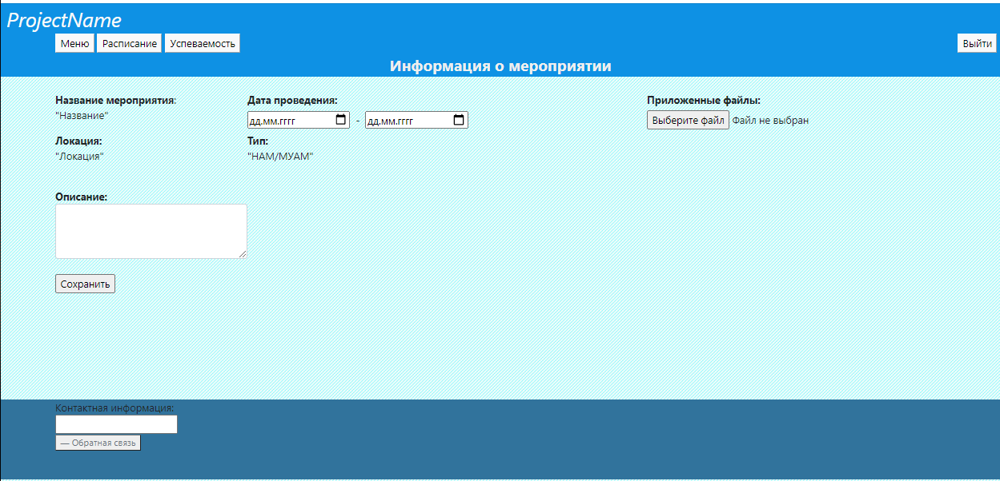 ProjectName
Меню Расписание Успеваемость Выйти
Информация о мероприятии
Название мероприятия: Дата проведения: Приложенные файлы:
"Название" дд.мм.гггг - дд.мм.гггг Выберите файл Файл не выбран
Локация: Тип:
"Локация" "НАМ/МУАМ"
Описание:
Сохранить
Контактная информация:
— Обратная связь